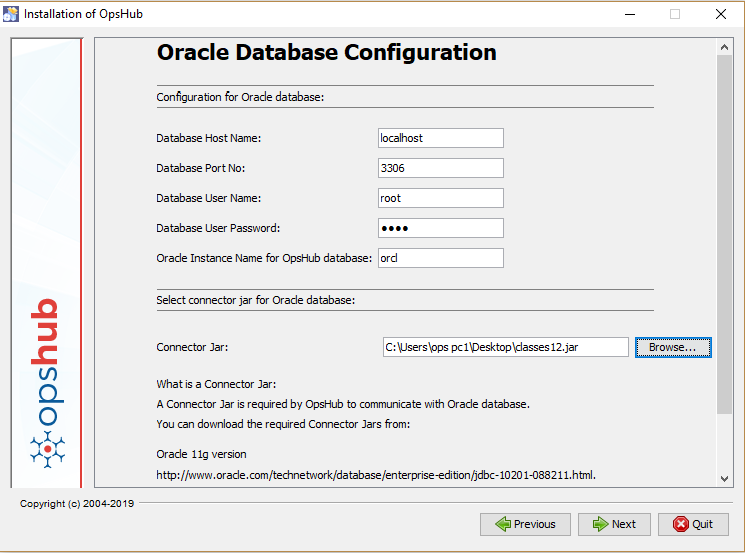 Installation of OpsHub
Oracle Database Configuration
Configuration for Oracle database:
Database Host Name: localhost
Database Port No: 3306
Database User Name: root
Database User Password: ●●●●
Oracle Instance Name for OpsHub database: orcl
Select connector jar for Oracle database:
Connector Jar: C:\Users\ops pc1\Desktop\classes12.jar Browse...
What is a Connector Jar:
A Connector Jar is required by OpsHub to communicate with Oracle database.
You can download the required Connector Jars from:
Oracle 11g version
http://www.oracle.com/technetwork/database/enterprise-edition/jdbc-10201-088211.html.
opshub
Copyright (c) 2004-2019
Previous Next Quit